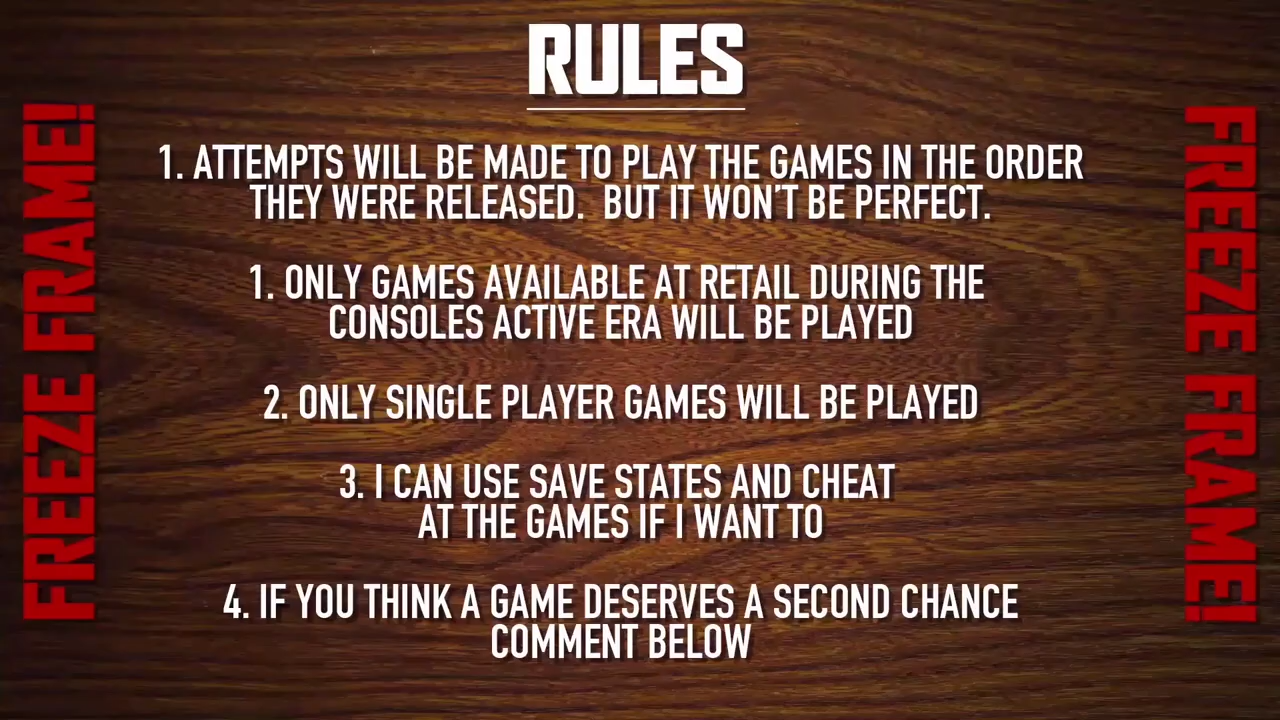 RULES
FREEZE FRAME!
1. ATTEMPTS WILL BE MADE TO PLAY THE GAMES IN THE ORDER
THEY WERE RELEASED. BUT IT WON'T BE PERFECT.
1. ONLY GAMES AVAILABLE AT RETAIL DURING THE
CONSOLES ACTIVE ERA WILL BE PLAYED
2. ONLY SINGLE PLAYER GAMES WILL BE PLAYED
3. I CAN USE SAVE STATES AND CHEAT
AT THE GAMES IF I WANT TO
4. IF YOU THINK A GAME DESERVES A SECOND CHANCE
COMMENT BELOW
FREEZE FRAME!